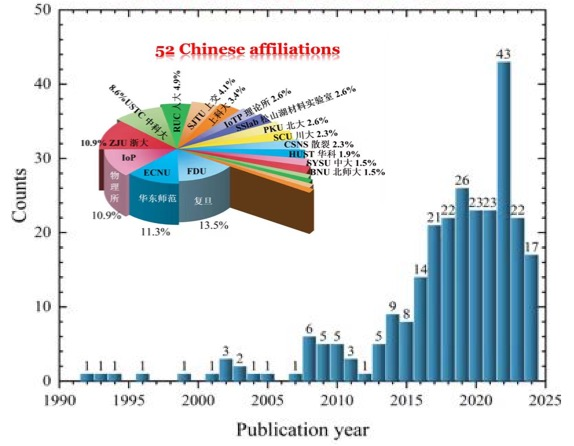 50
40
30
20
10
0
Counts
52 Chinese affiliations
8.6%USTC 中科大
RUC 人大 4.9%
SJTU 上交 4.1%
上科大 3.4%
IoTP 理论所 2.6%
SSlab 松山湖材料实验室 2.6%
PKU 北大 2.6%
SCU 川大 2.3%
CSNS 散裂 2.3%
HUST 华科 1.9%
SYSU 中大 1.5%
BNU 北师大 1.5%
10.9% ZJU 浙大
IoP
物理所
10.9%
ECNU
华东师范
11.3%
FDU
复旦
13.5%
1 1 1 1 1 1 3 2 1 1 1 6 5 5 3 1 5 9 8 14 21 22 26 23 23 43 22 17
1990 1995 2000 2005 2010 2015 2020 2025
Publication year